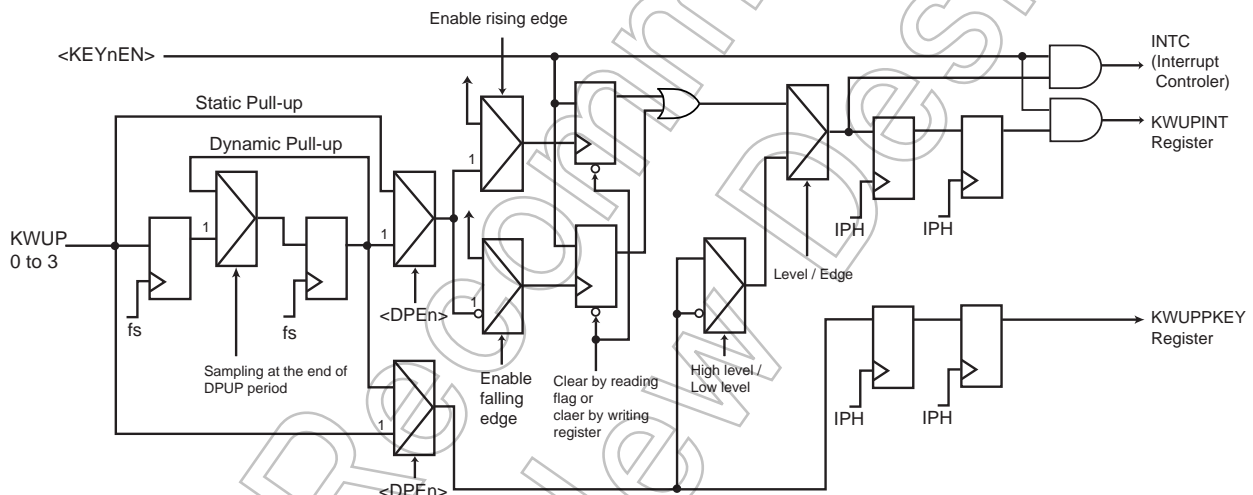 Enable rising edge
<KEYnEN>
INTC
(Interrupt
Controler)
Static Pull-up
Dynamic Pull-up
KWUPINT
Register
1
1
1
KWUP
0 to 3
fs
fs
<DPEn>
1
IPH
IPH
Level / Edge
Sampling at the end of
DPUP period
Enable
falling
edge
Clear by reading
flag or
claer by writing
register
High level /
Low level
KWUPPKEY
Register
1
IPH
IPH
<DPEn>
Recomm
New Des